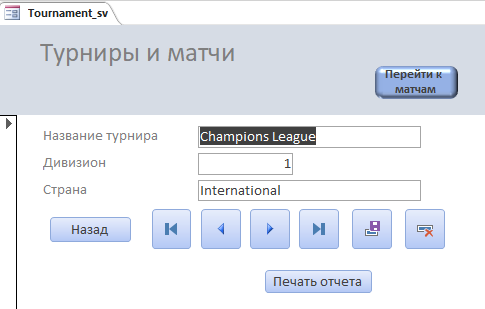 Tournament_sv
Турниры и матчи
Перейти к
матчам
Название турнира Champions League
Дивизион 1
Страна International
Назад
Печать отчета